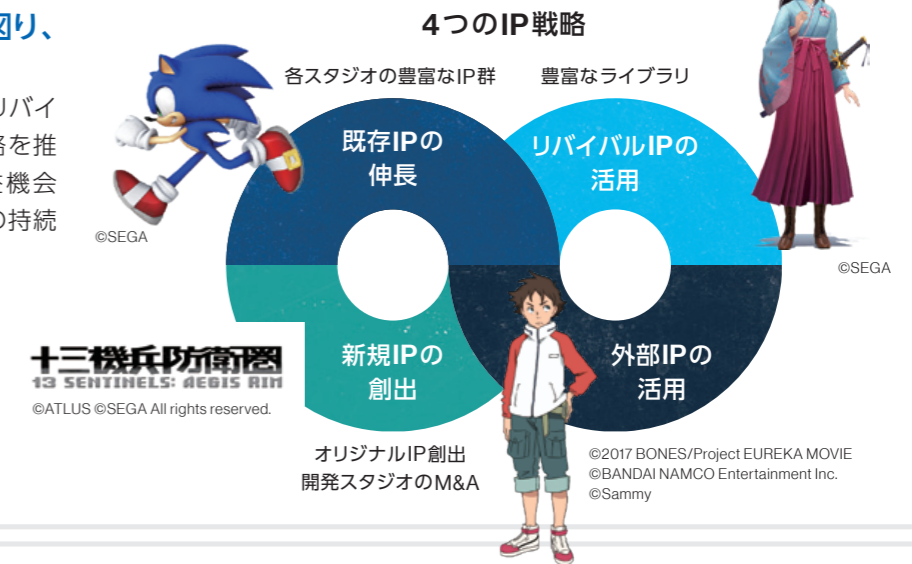 図り、
リバイ
略を推
機会
の持続
4つのIP戦略
各スタジオの豊富なIP群
豊富なライブラリ
既存IPの
伸長
リバイバルIPの
活用
©SEGA
©SEGA
十三機兵防衛圏
13 SENTINELS: AEGIS RIM
©ATLUS ©SEGA All rights reserved.
新規IPの
創出
外部IPの
活用
オリジナルIP創出
開発スタジオのM&A
©2017 BONES/Project EUREKA MOVIE
©BANDAI NAMCO Entertainment Inc.
©Sammy